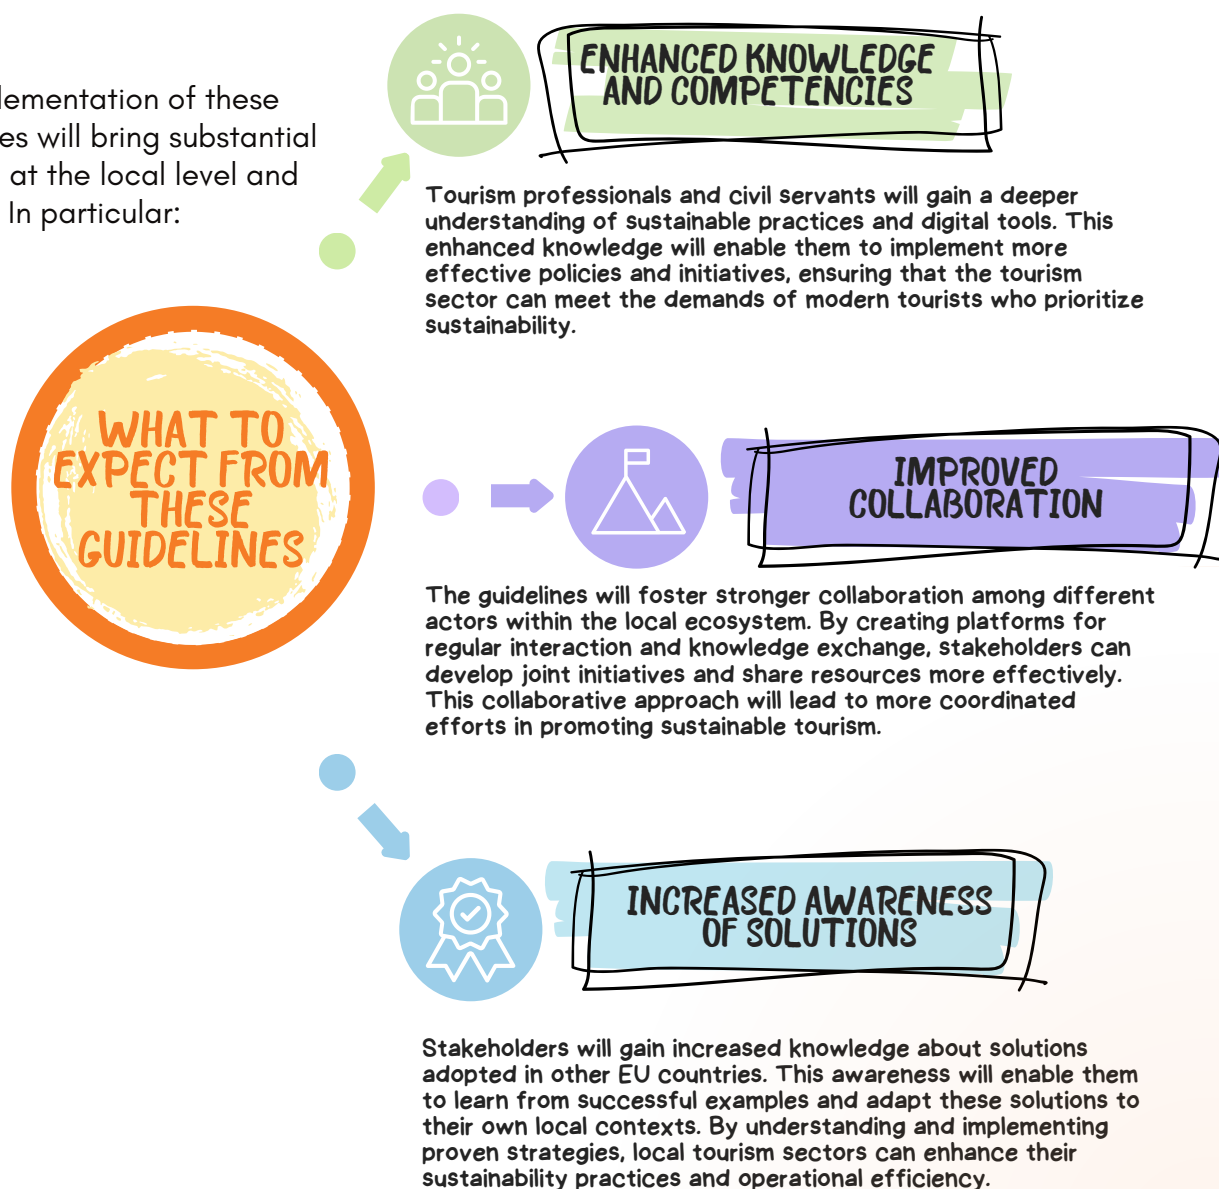 lementation of these
es will bring substantial
at the local level and
In particular:
ENHANCED KNOWLEDGE
AND COMPETENCIES
Tourism professionals and civil servants will gain a deeper
understanding of sustainable practices and digital tools. This
enhanced knowledge will enable them to implement more
effective policies and initiatives, ensuring that the tourism
sector can meet the demands of modern tourists who prioritize
sustainability.
WHAT TO
EXPECT FROM
THESE
GUIDELINES
IMPROVED
COLLABORATION
The guidelines will foster stronger collaboration among different
actors within the local ecosystem. By creating platforms for
regular interaction and knowledge exchange, stakeholders can
develop joint initiatives and share resources more effectively.
This collaborative approach will lead to more coordinated
efforts in promoting sustainable tourism.
INCREASED AWARENESS
OF SOLUTIONS
Stakeholders will gain increased knowledge about solutions
adopted in other EU countries. This awareness will enable them
to learn from successful examples and adapt these solutions to
their own local contexts. By understanding and implementing
proven strategies, local tourism sectors can enhance their
sustainability practices and operational efficiency.